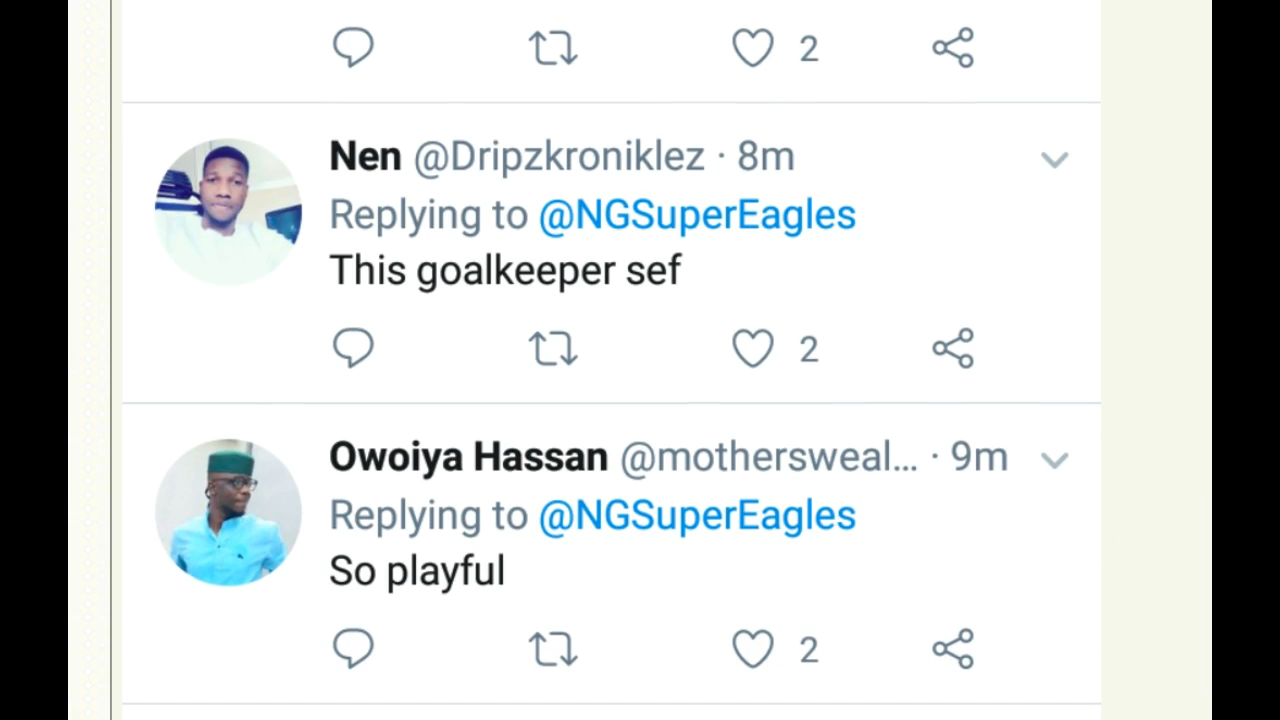 2
Nen @Dripzkroniklez · 8m
Replying to @NGSuperEagles
This goalkeeper sef
2
Owoiya Hassan @mothersweal... · 9m
Replying to @NGSuperEagles
So playful
2